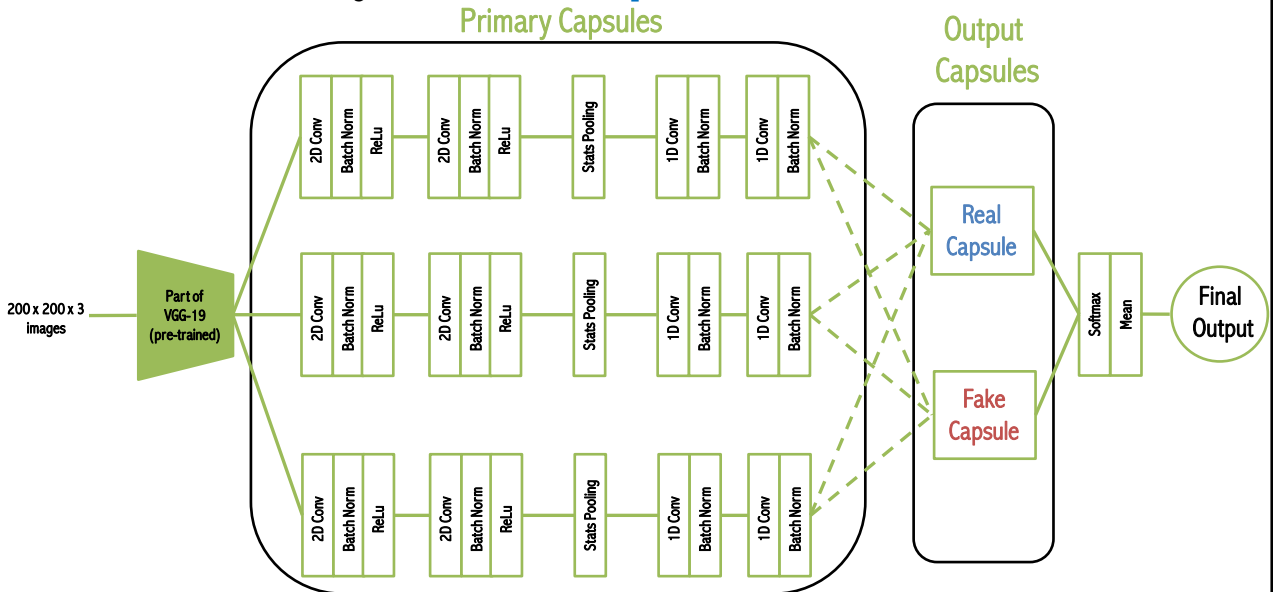 Primary Capsules
Output
Capsules
2D Conv
Batch Norm
ReLu
2D Conv
Batch Norm
ReLu
Stats Pooling
1D Conv
Batch Norm
1D Conv
Batch Norm
200 x 200 x 3
images
Part of
VGG-19
(pre-trained)
2D Conv
Batch Norm
ReLu
2D Conv
Batch Norm
ReLu
Stats Pooling
1D Conv
Batch Norm
1D Conv
Batch Norm
2D Conv
Batch Norm
ReLu
2D Conv
Batch Norm
ReLu
Stats Pooling
1D Conv
Batch Norm
1D Conv
Batch Norm
Real
Capsule
Fake
Capsule
Softmax
Mean
Final
Output